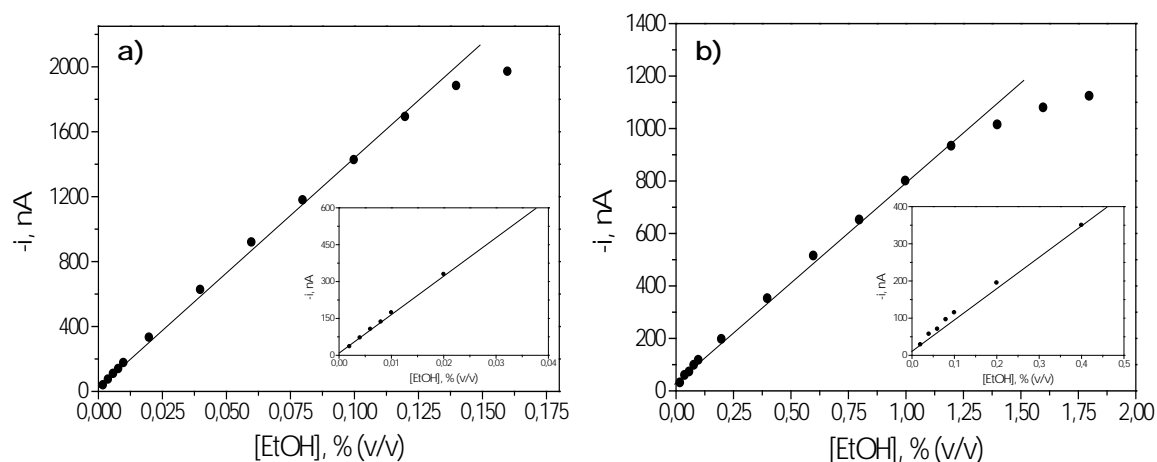 a)
2000
1600
1200
800
400
0
-i, nA
0,000 0,025 0,050 0,075 0,100 0,125 0,150 0,175
[EtOH], % (v/v)
600
450
300
150
0
-i, nA
0,00 0,01 0,02 0,03 0,04
[EtOH], % (v/v)
b)
1400
1200
1000
800
600
400
200
0
-i, nA
0,00 0,25 0,50 0,75 1,00 1,25 1,50 1,75 2,00
[EtOH], % (v/v)
400
300
200
100
0
-i, nA
0,0 0,1 0,2 0,3 0,4 0,5
[EtOH], % (v/v)